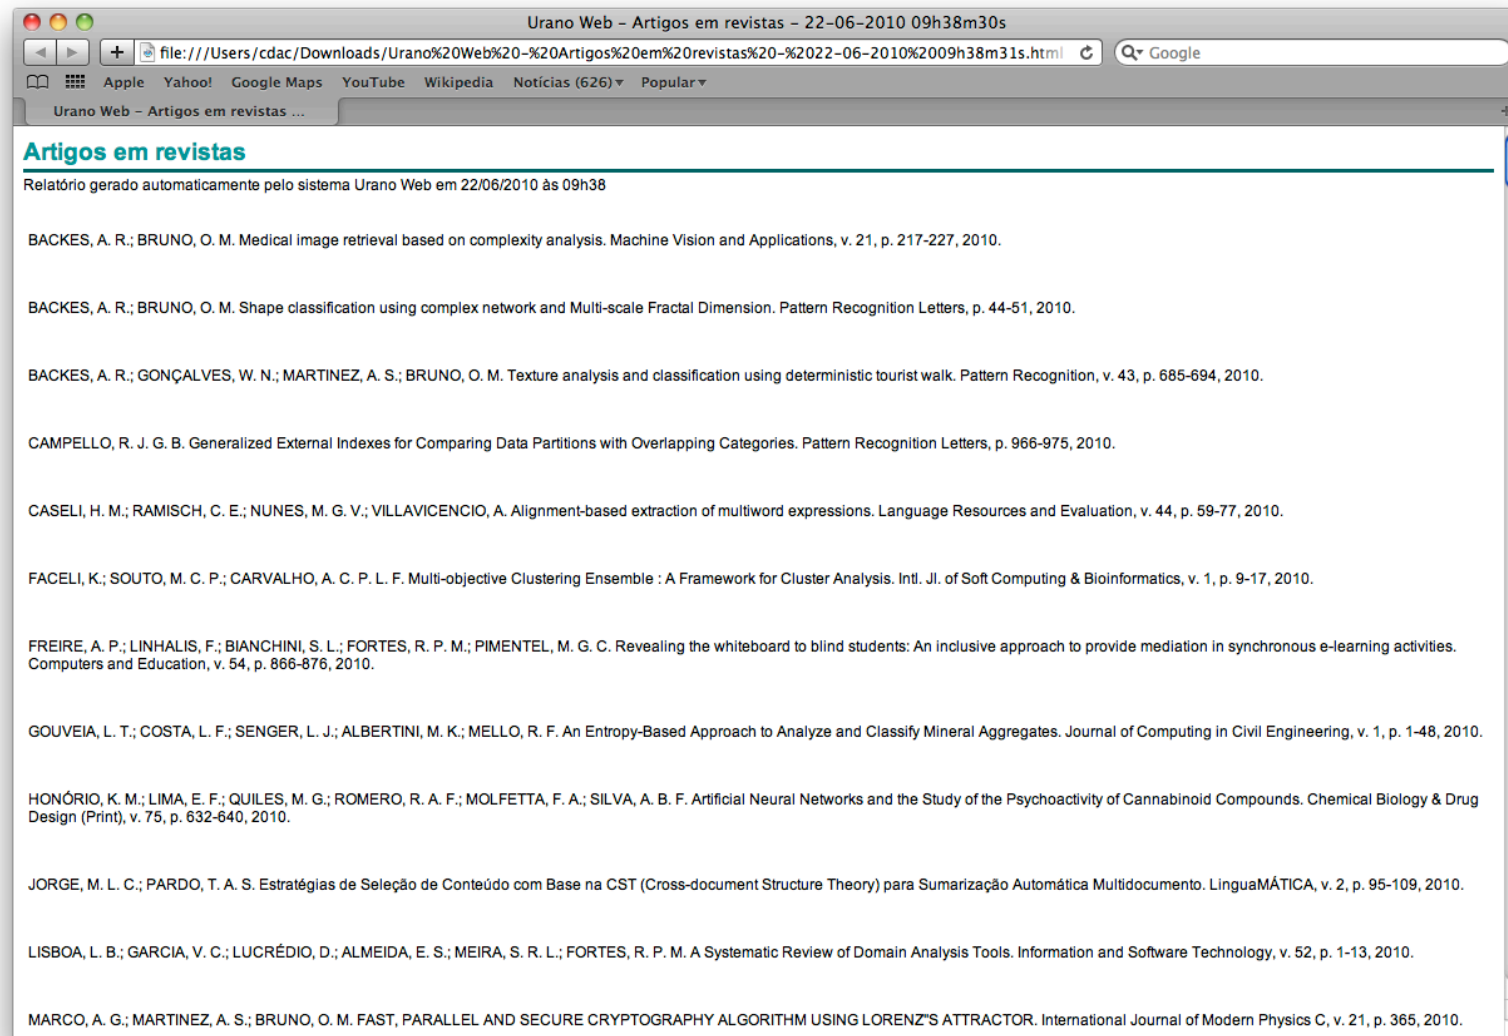 Urano Web – Artigos em revistas – 22-06-2010 09h38m30s
file:///Users/cdac/Downloads/Urano%20Web%20-%20Artigos%20em%20revistas%20-%2022-06-2010%2009h38m31s.html
Google
Apple Yahoo! Google Maps YouTube Wikipedia Notícias (626) Popular
Urano Web – Artigos em revistas ...
Artigos em revistas
Relatório gerado automaticamente pelo sistema Urano Web em 22/06/2010 às 09h38
BACKES, A. R.; BRUNO, O. M. Medical image retrieval based on complexity analysis. Machine Vision and Applications, v. 21, p. 217-227, 2010.
BACKES, A. R.; BRUNO, O. M. Shape classification using complex network and Multi-scale Fractal Dimension. Pattern Recognition Letters, p. 44-51, 2010.
BACKES, A. R.; GONÇALVES, W. N.; MARTINEZ, A. S.; BRUNO, O. M. Texture analysis and classification using deterministic tourist walk. Pattern Recognition, v. 43, p. 685-694, 2010.
CAMPELLO, R. J. G. B. Generalized External Indexes for Comparing Data Partitions with Overlapping Categories. Pattern Recognition Letters, p. 966-975, 2010.
CASELI, H. M.; RAMISCH, C. E.; NUNES, M. G. V.; VILLAVICENCIO, A. Alignment-based extraction of multiword expressions. Language Resources and Evaluation, v. 44, p. 59-77, 2010.
FACELI, K.; SOUTO, M. C. P.; CARVALHO, A. C. P. L. F. Multi-objective Clustering Ensemble : A Framework for Cluster Analysis. Intl. Jl. of Soft Computing & Bioinformatics, v. 1, p. 9-17, 2010.
FREIRE, A. P.; LINHALIS, F.; BIANCHINI, S. L.; FORTES, R. P. M.; PIMENTEL, M. G. C. Revealing the whiteboard to blind students: An inclusive approach to provide mediation in synchronous e-learning activities.
Computers and Education, v. 54, p. 866-876, 2010.
GOUVEIA, L. T.; COSTA, L. F.; SENGER, L. J.; ALBERTINI, M. K.; MELLO, R. F. An Entropy-Based Approach to Analyze and Classify Mineral Aggregates. Journal of Computing in Civil Engineering, v. 1, p. 1-48, 2010.
HONÓRIO, K. M.; LIMA, E. F.; QUILES, M. G.; ROMERO, R. A. F.; MOLFETTA, F. A.; SILVA, A. B. F. Artificial Neural Networks and the Study of the Psychoactivity of Cannabinoid Compounds. Chemical Biology & Drug
Design (Print), v. 75, p. 632-640, 2010.
JORGE, M. L. C.; PARDO, T. A. S. Estratégias de Seleção de Conteúdo com Base na CST (Cross-document Structure Theory) para Sumarização Automática Multidocumento. LinguaMÁTICA, v. 2, p. 95-109, 2010.
LISBOA, L. B.; GARCIA, V. C.; LUCRÉDIO, D.; ALMEIDA, E. S.; MEIRA, S. R. L.; FORTES, R. P. M. A Systematic Review of Domain Analysis Tools. Information and Software Technology, v. 52, p. 1-13, 2010.
MARCO, A. G.; MARTINEZ, A. S.; BRUNO, O. M. FAST, PARALLEL AND SECURE CRYPTOGRAPHY ALGORITHM USING LORENZ"S ATTRACTOR. International Journal of Modern Physics C, v. 21, p. 365, 2010.